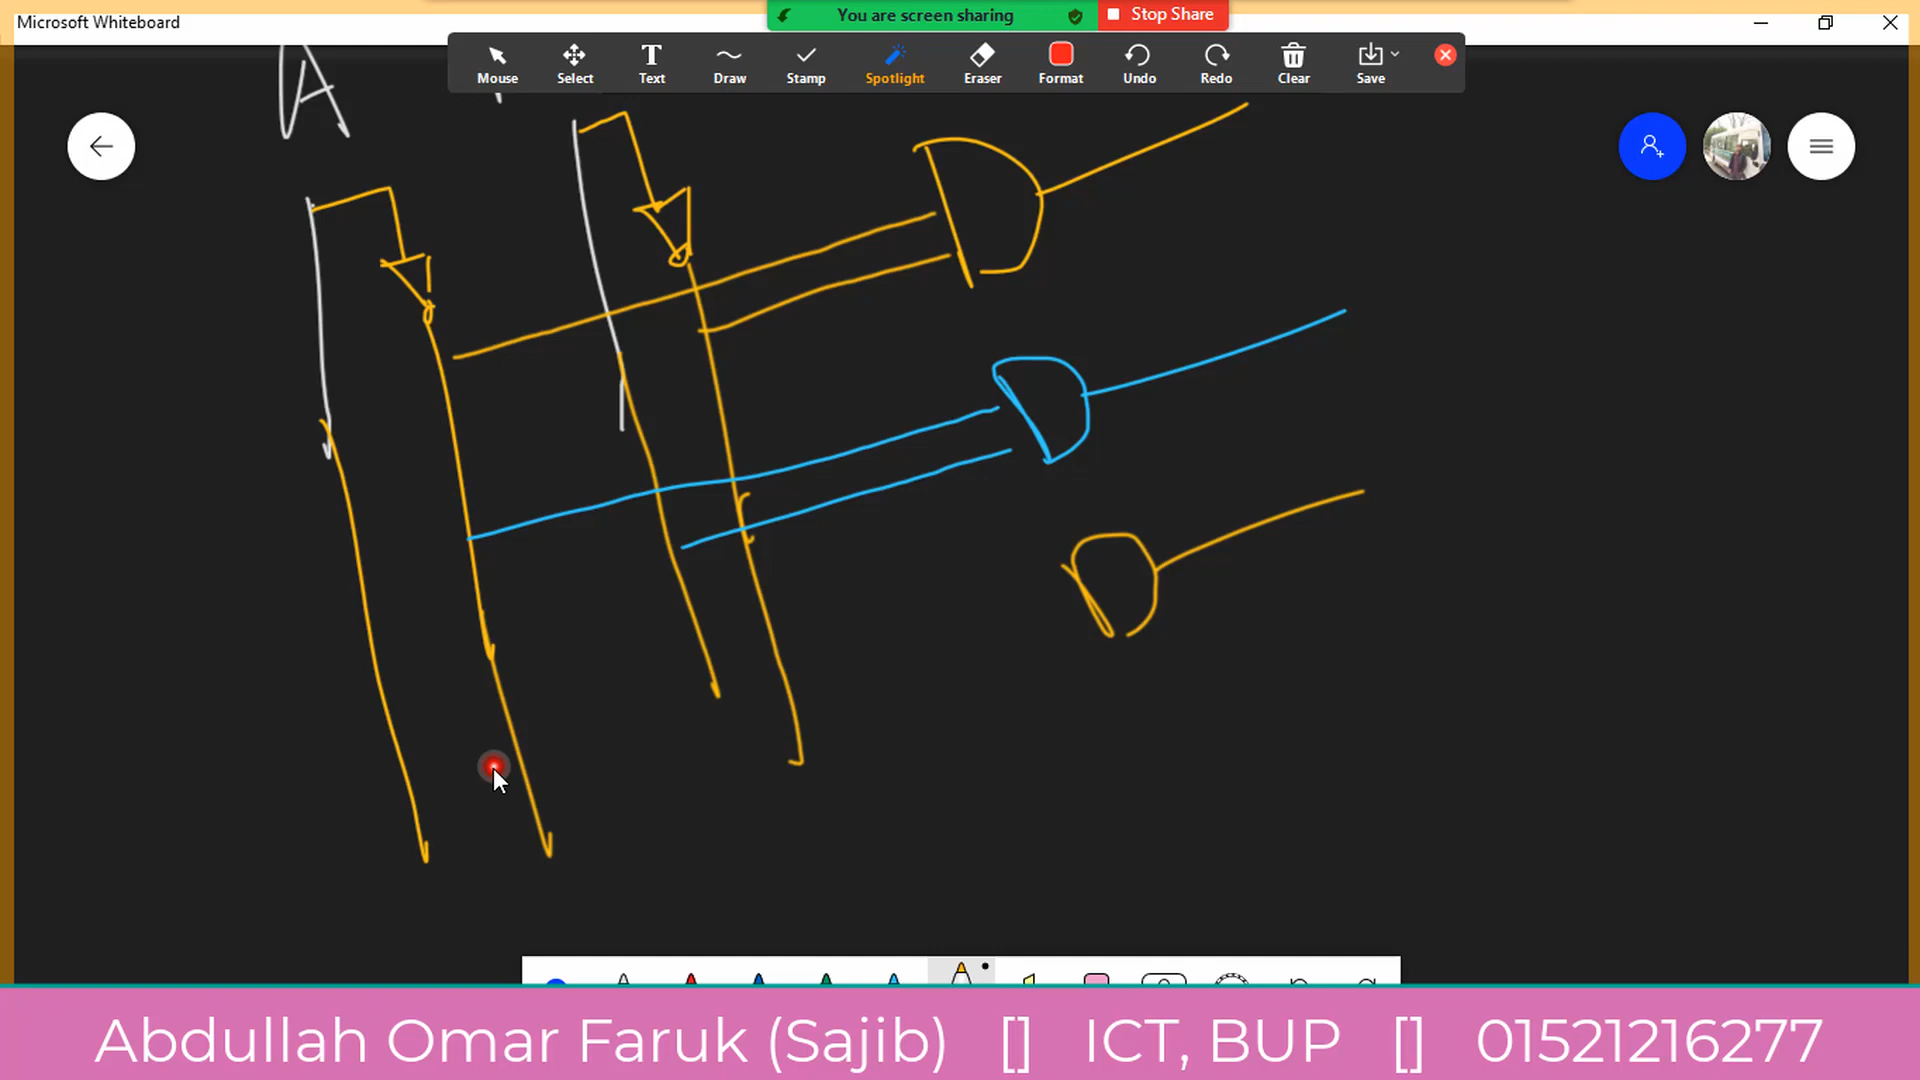 Microsoft Whiteboard
You are screen sharing
Stop Share
Mouse
Select
Text
Draw
Stamp
Spotlight
Eraser
Format
Undo
Redo
Clear
Save
A
Abdullah Omar Faruk (Sajib) [] ICT, BUP [] 01521216277